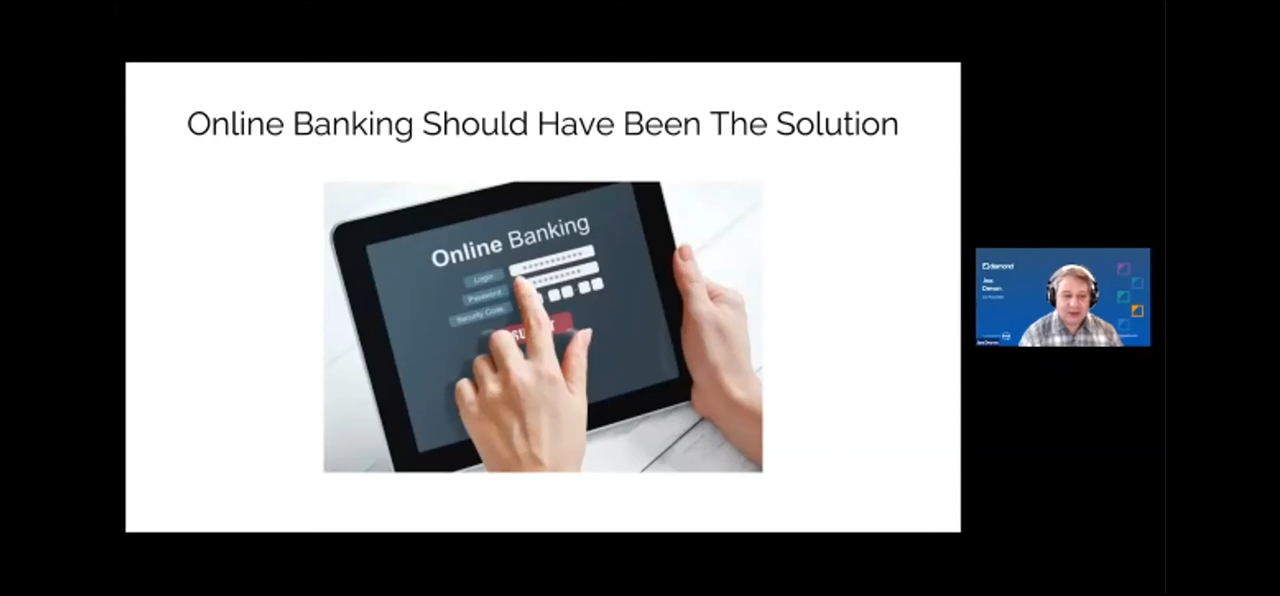 Online Banking Should Have Been The Solution
Online Banking
Login
Password
Security Code